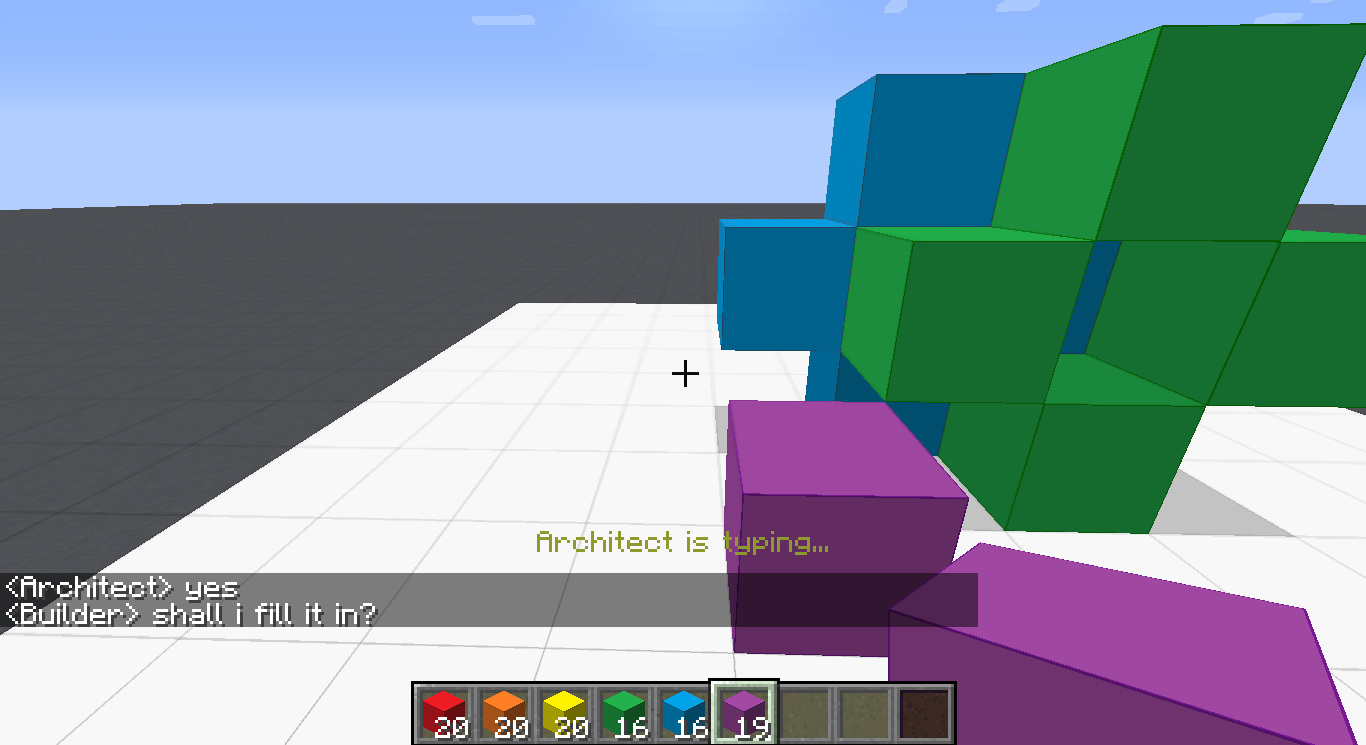 Architect is typing...
<Architect> yes
<Builder> shall i fill it in?
20 20 20 16 16 19